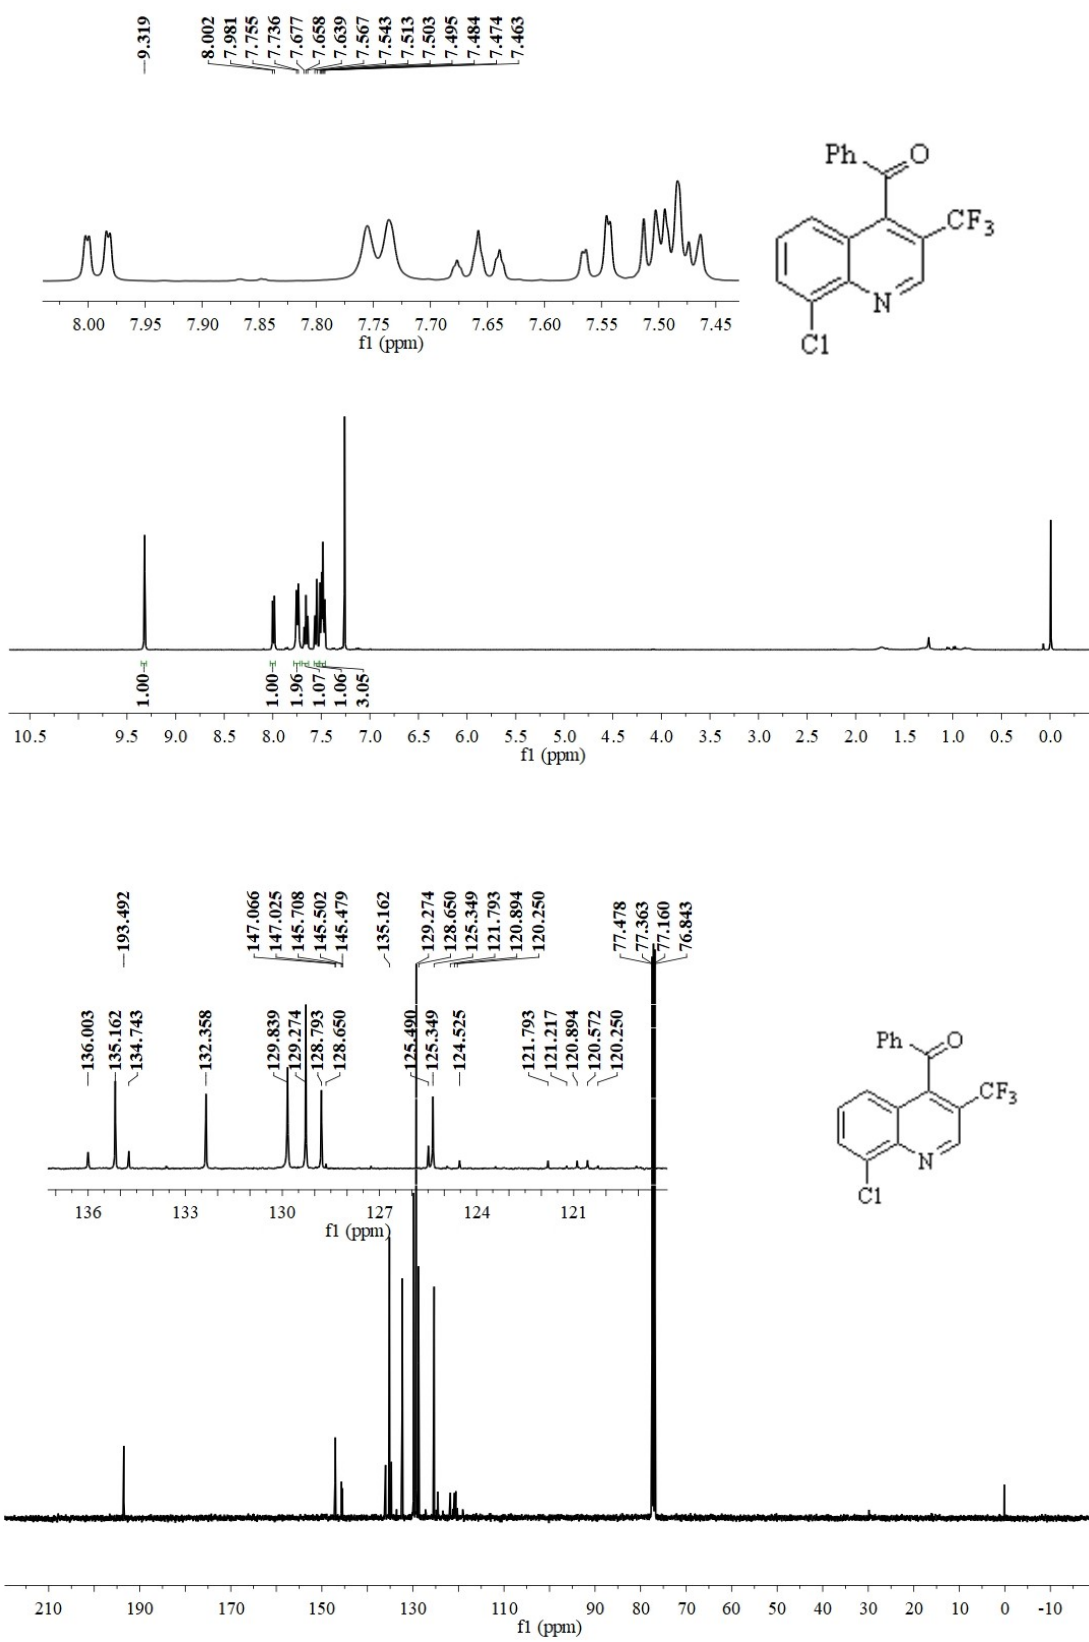 9.319 8.002 7.981 7.755 7.736 7.677 7.658 7.639 7.567 7.543 7.513 7.503 7.495 7.484 7.474 7.463
Ph O
CF3
N
Cl
8.00 7.95 7.90 7.85 7.80 7.75 7.70 7.65 7.60 7.55 7.50 7.45
f1 (ppm)
1.00 1.00 1.96 1.07 1.06 3.05
10.5 9.5 9.0 8.5 8.0 7.5 7.0 6.5 6.0 5.5 5.0 4.5 4.0 3.5 3.0 2.5 2.0 1.5 1.0 0.5 0.0
f1 (ppm)
193.492 147.066 147.025 145.708 145.502 145.479 135.162 129.274 128.650 125.349 121.793 120.894 120.250 77.478 77.363 77.160 76.843
136.003 135.162 134.743 132.358 129.839 129.274 128.793 128.650 125.490 125.349 124.525 121.793 121.217 120.894 120.572 120.250
Ph O
CF3
N
Cl
136 133 130 127 124 121
f1 (ppm)
210 190 170 150 130 110 90 80 70 60 50 40 30 20 10 0 -10
f1 (ppm)